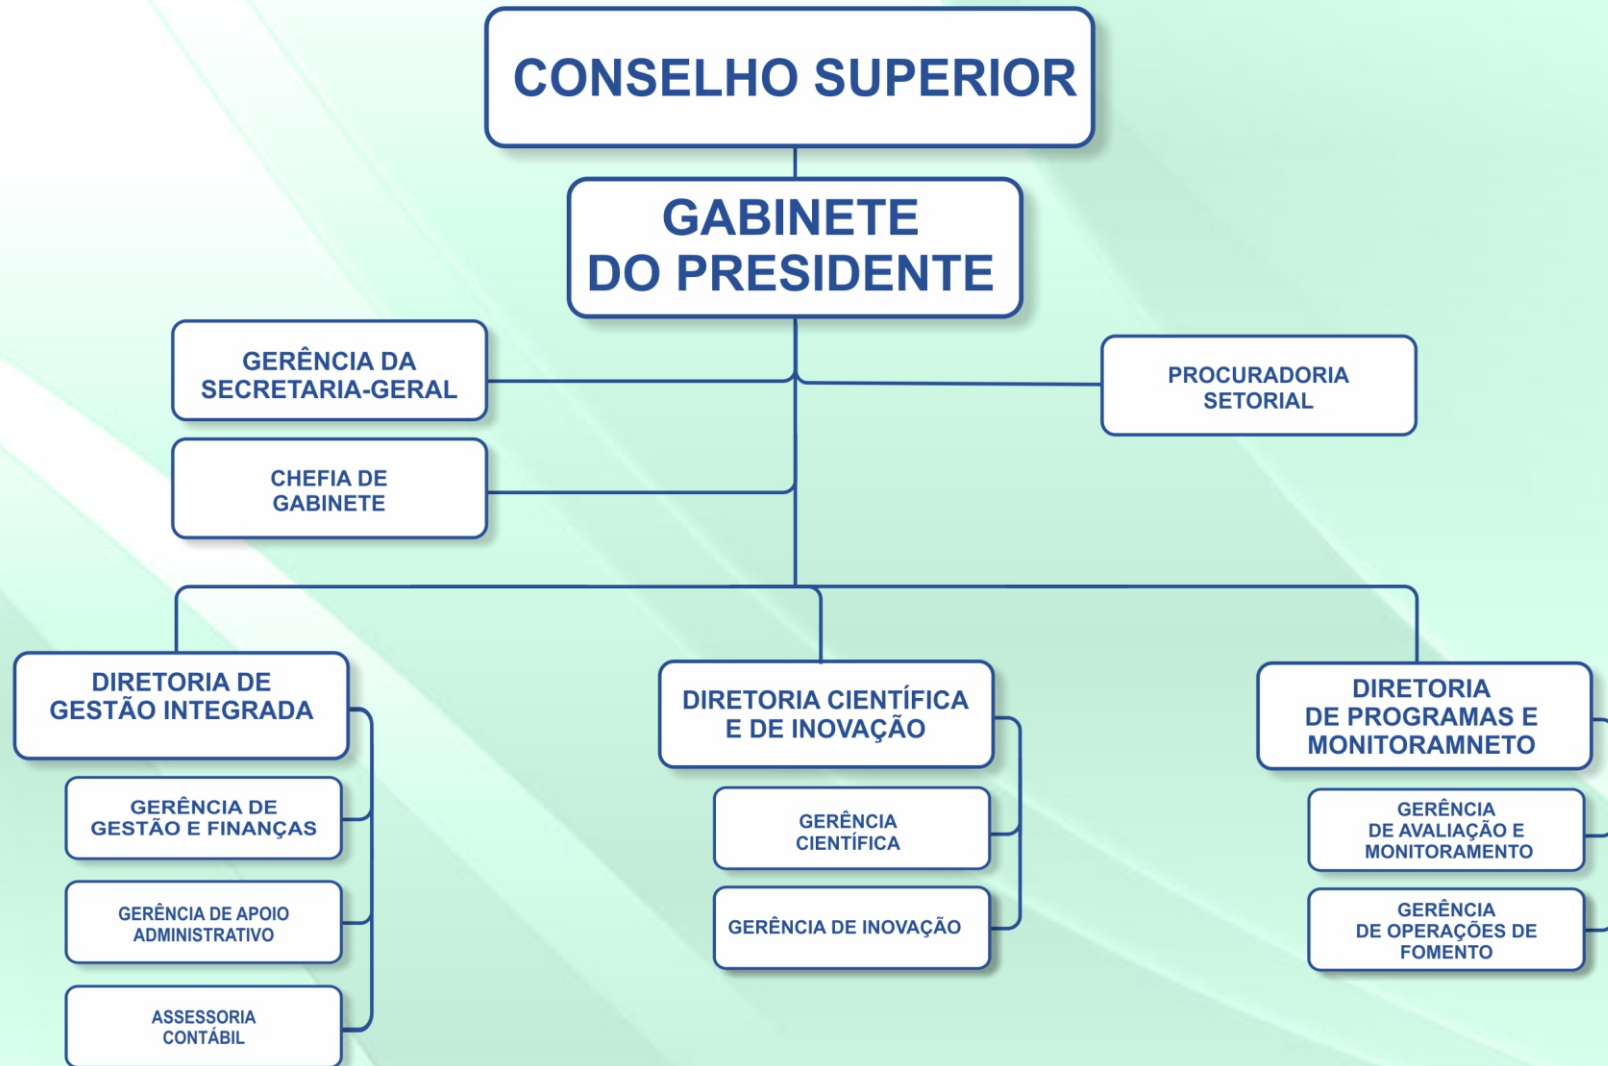 CONSELHO SUPERIOR
GABINETE
DO PRESIDENTE
GERÊNCIA DA
SECRETARIA-GERAL
PROCURADORIA
SETORIAL
CHEFIA DE
GABINETE
DIRETORIA DE
GESTÃO INTEGRADA
GERÊNCIA DE
GESTÃO E FINANÇAS
GERÊNCIA DE APOIO
ADMINISTRATIVO
ASSESSORIA
CONTÁBIL
DIRETORIA CIENTÍFICA
E DE INOVAÇÃO
GERÊNCIA
CIENTÍFICA
GERÊNCIA DE INOVAÇÃO
DIRETORIA
DE PROGRAMAS E
MONITORAMNETO
GERÊNCIA
DE AVALIAÇÃO E
MONITORAMENTO
GERÊNCIA
DE OPERAÇÕES DE
FOMENTO